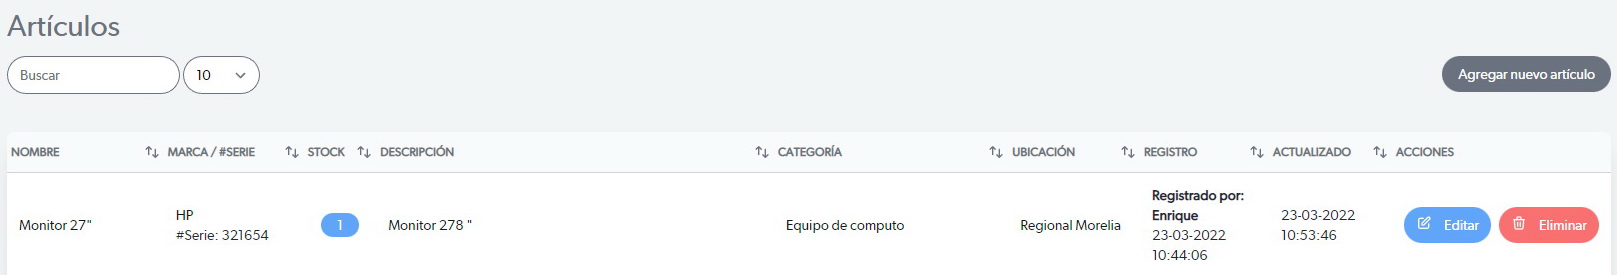 Artículos
Buscar
10
Agregar nuevo artículo
NOMBRE MARCA / #SERIE STOCK DESCRIPCIÓN CATEGORÍA UBICACIÓN REGISTRO ACTUALIZADO ACCIONES
Monitor 27"
HP
#Serie: 321654
1
Monitor 278 "
Equipo de computo
Regional Morelia
Registrado por:
Enrique
23-03-2022
10:44:06
23-03-2022
10:53:46
Editar
Eliminar